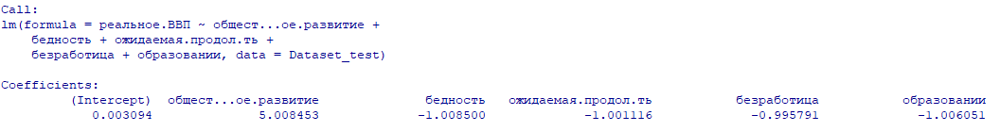 Call:
lm(formula = реальное.ВВП ~ общест...ое.развитие +
бедность + ожидаемая.продол.ть +
безработица + образовании, data = Dataset_test)
Coefficients:
(Intercept) общест...ое.развитие бедность ожидаемая.продол.ть безработица образовании
0.003094 5.008453 -1.008500 -1.001116 -0.995791 -1.006051